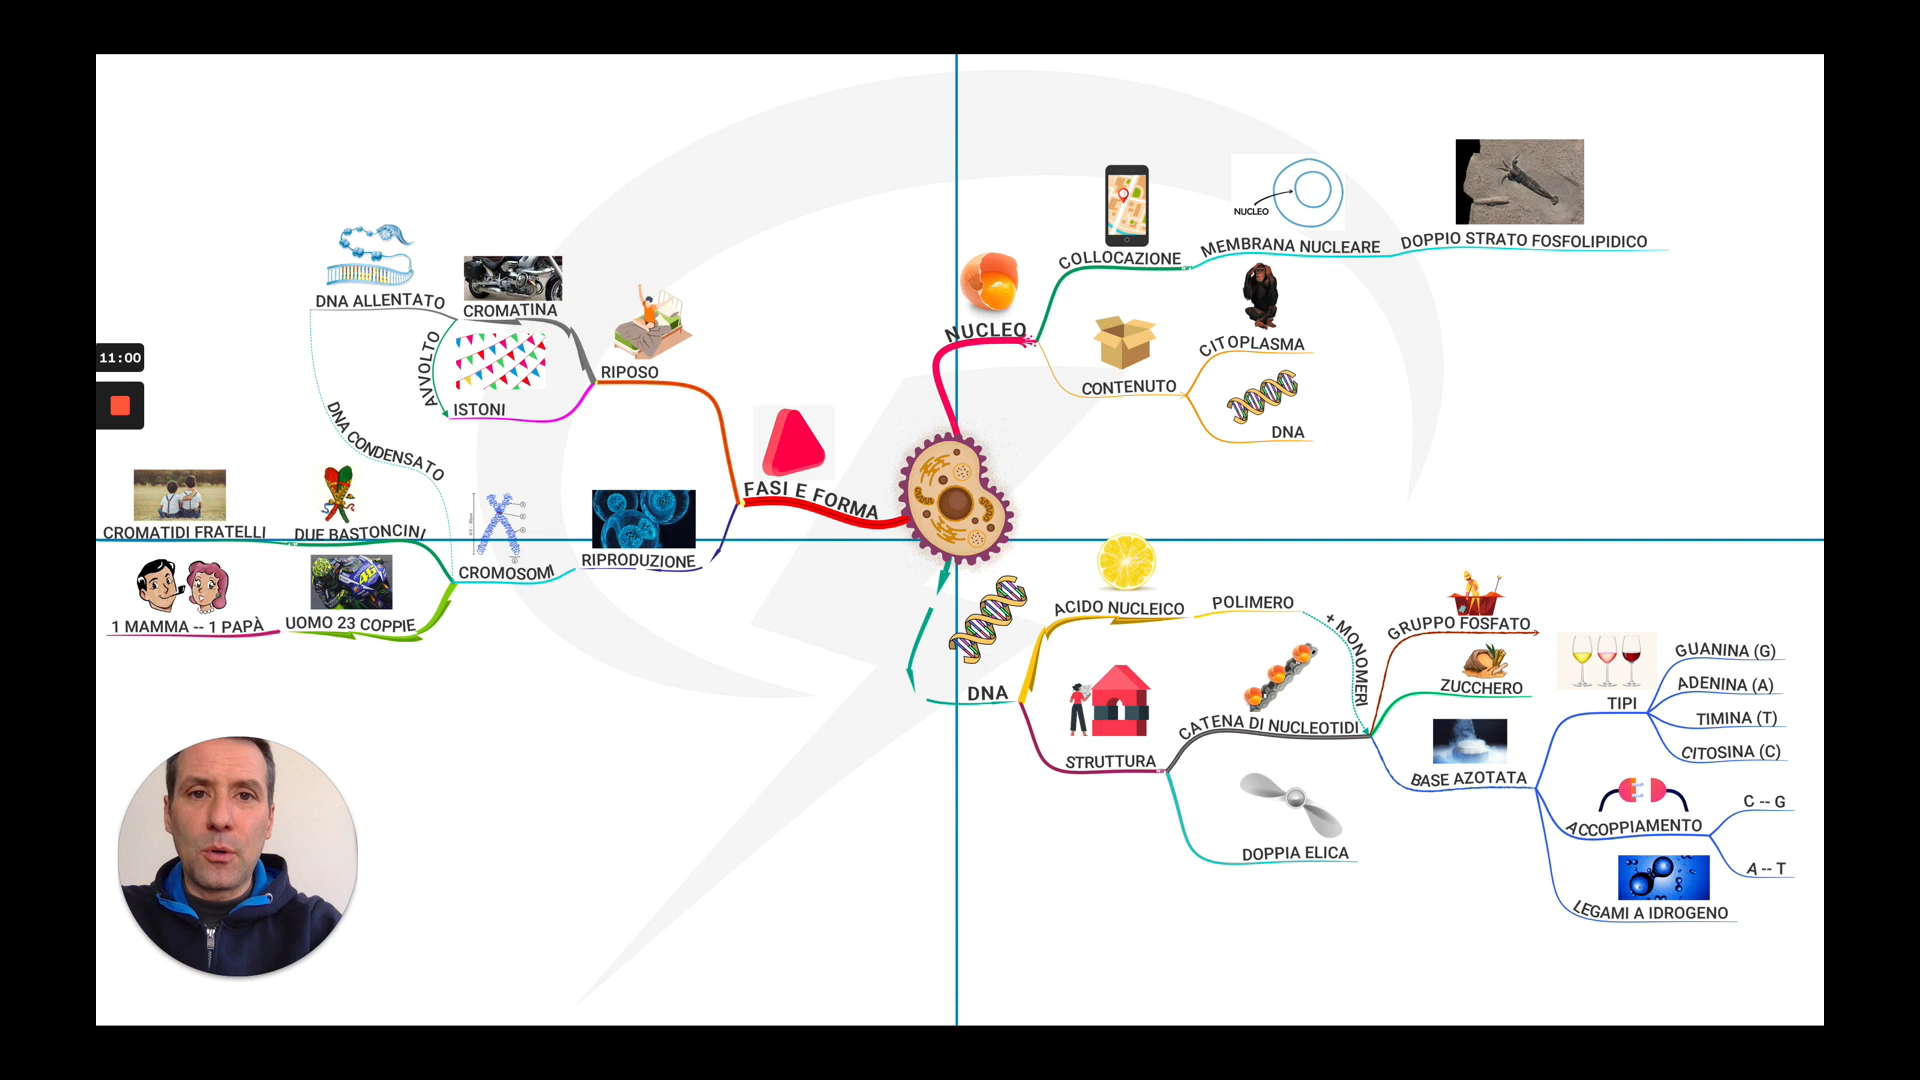 NUCLEO
COLLOCAZIONE
MEMBRANA NUCLEARE
NUCLEO
DOPPIO STRATO FOSFOLIPIDICO
CONTENUTO
CITOPLASMA
DNA
DNA
ACIDO NUCLEICO
POLIMERO
+ MONOMERI
STRUTTURA
CATENA DI NUCLEOTIDI
GRUPPO FOSFATO
ZUCCHERO
BASE AZOTATA
TIPI
GUANINA (G)
ADENINA (A)
TIMINA (T)
CITOSINA (C)
ACCOPPIAMENTO
C -- G
A -- T
LEGAMI A IDROGENO
DOPPIA ELICA
FASI E FORMA
RIPOSO
CROMATINA
DNA ALLENTATO
AVVOLTO
ISTONI
DNA CONDENSATO
RIPRODUZIONE
CROMOSOMI
DUE BASTONCINI
CROMATIDI FRATELLI
UOMO 23 COPPIE
46
1 MAMMA -- 1 PAPÀ
11:00